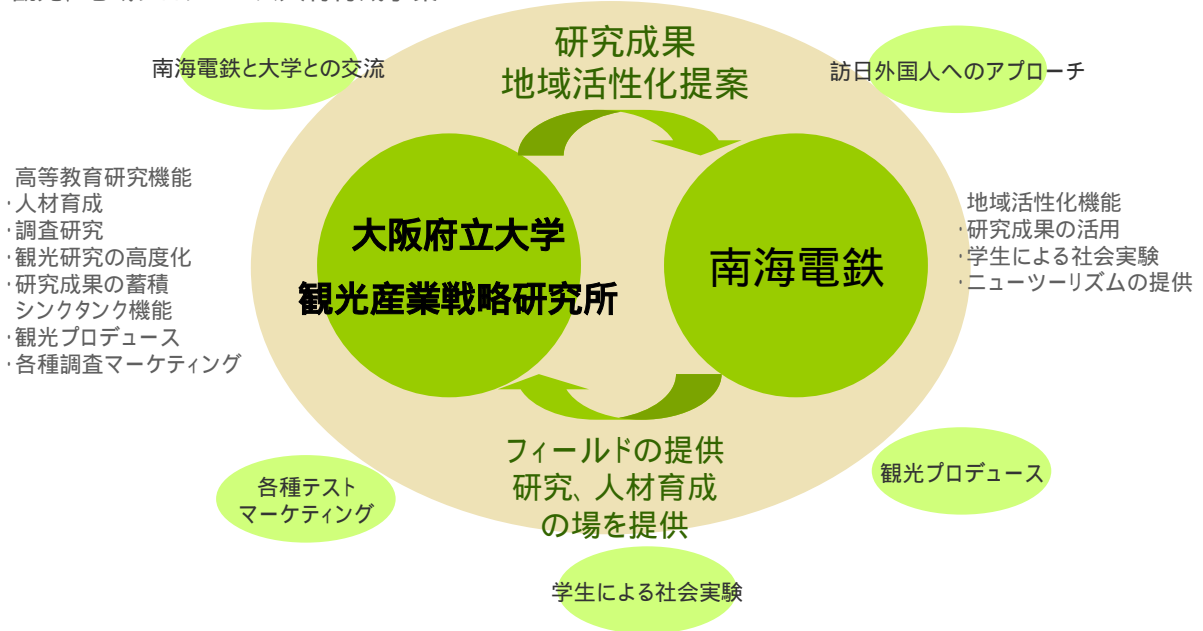 研究成果
地域活性化提案
南海電鉄と大学との交流
訪日外国人へのアプローチ
高等教育研究機能
・人材育成
・調査研究
・観光研究の高度化
・研究成果の蓄積
シンクタンク機能
・観光プロデュース
・各種調査マーケティング
大阪府立大学
観光産業戦略研究所
南海電鉄
地域活性化機能
・研究成果の活用
・学生による社会実験
・ニューツーリズムの提供
フィールドの提供
研究、人材育成
の場を提供
各種テスト
マーケティング
観光プロデュース
学生による社会実験